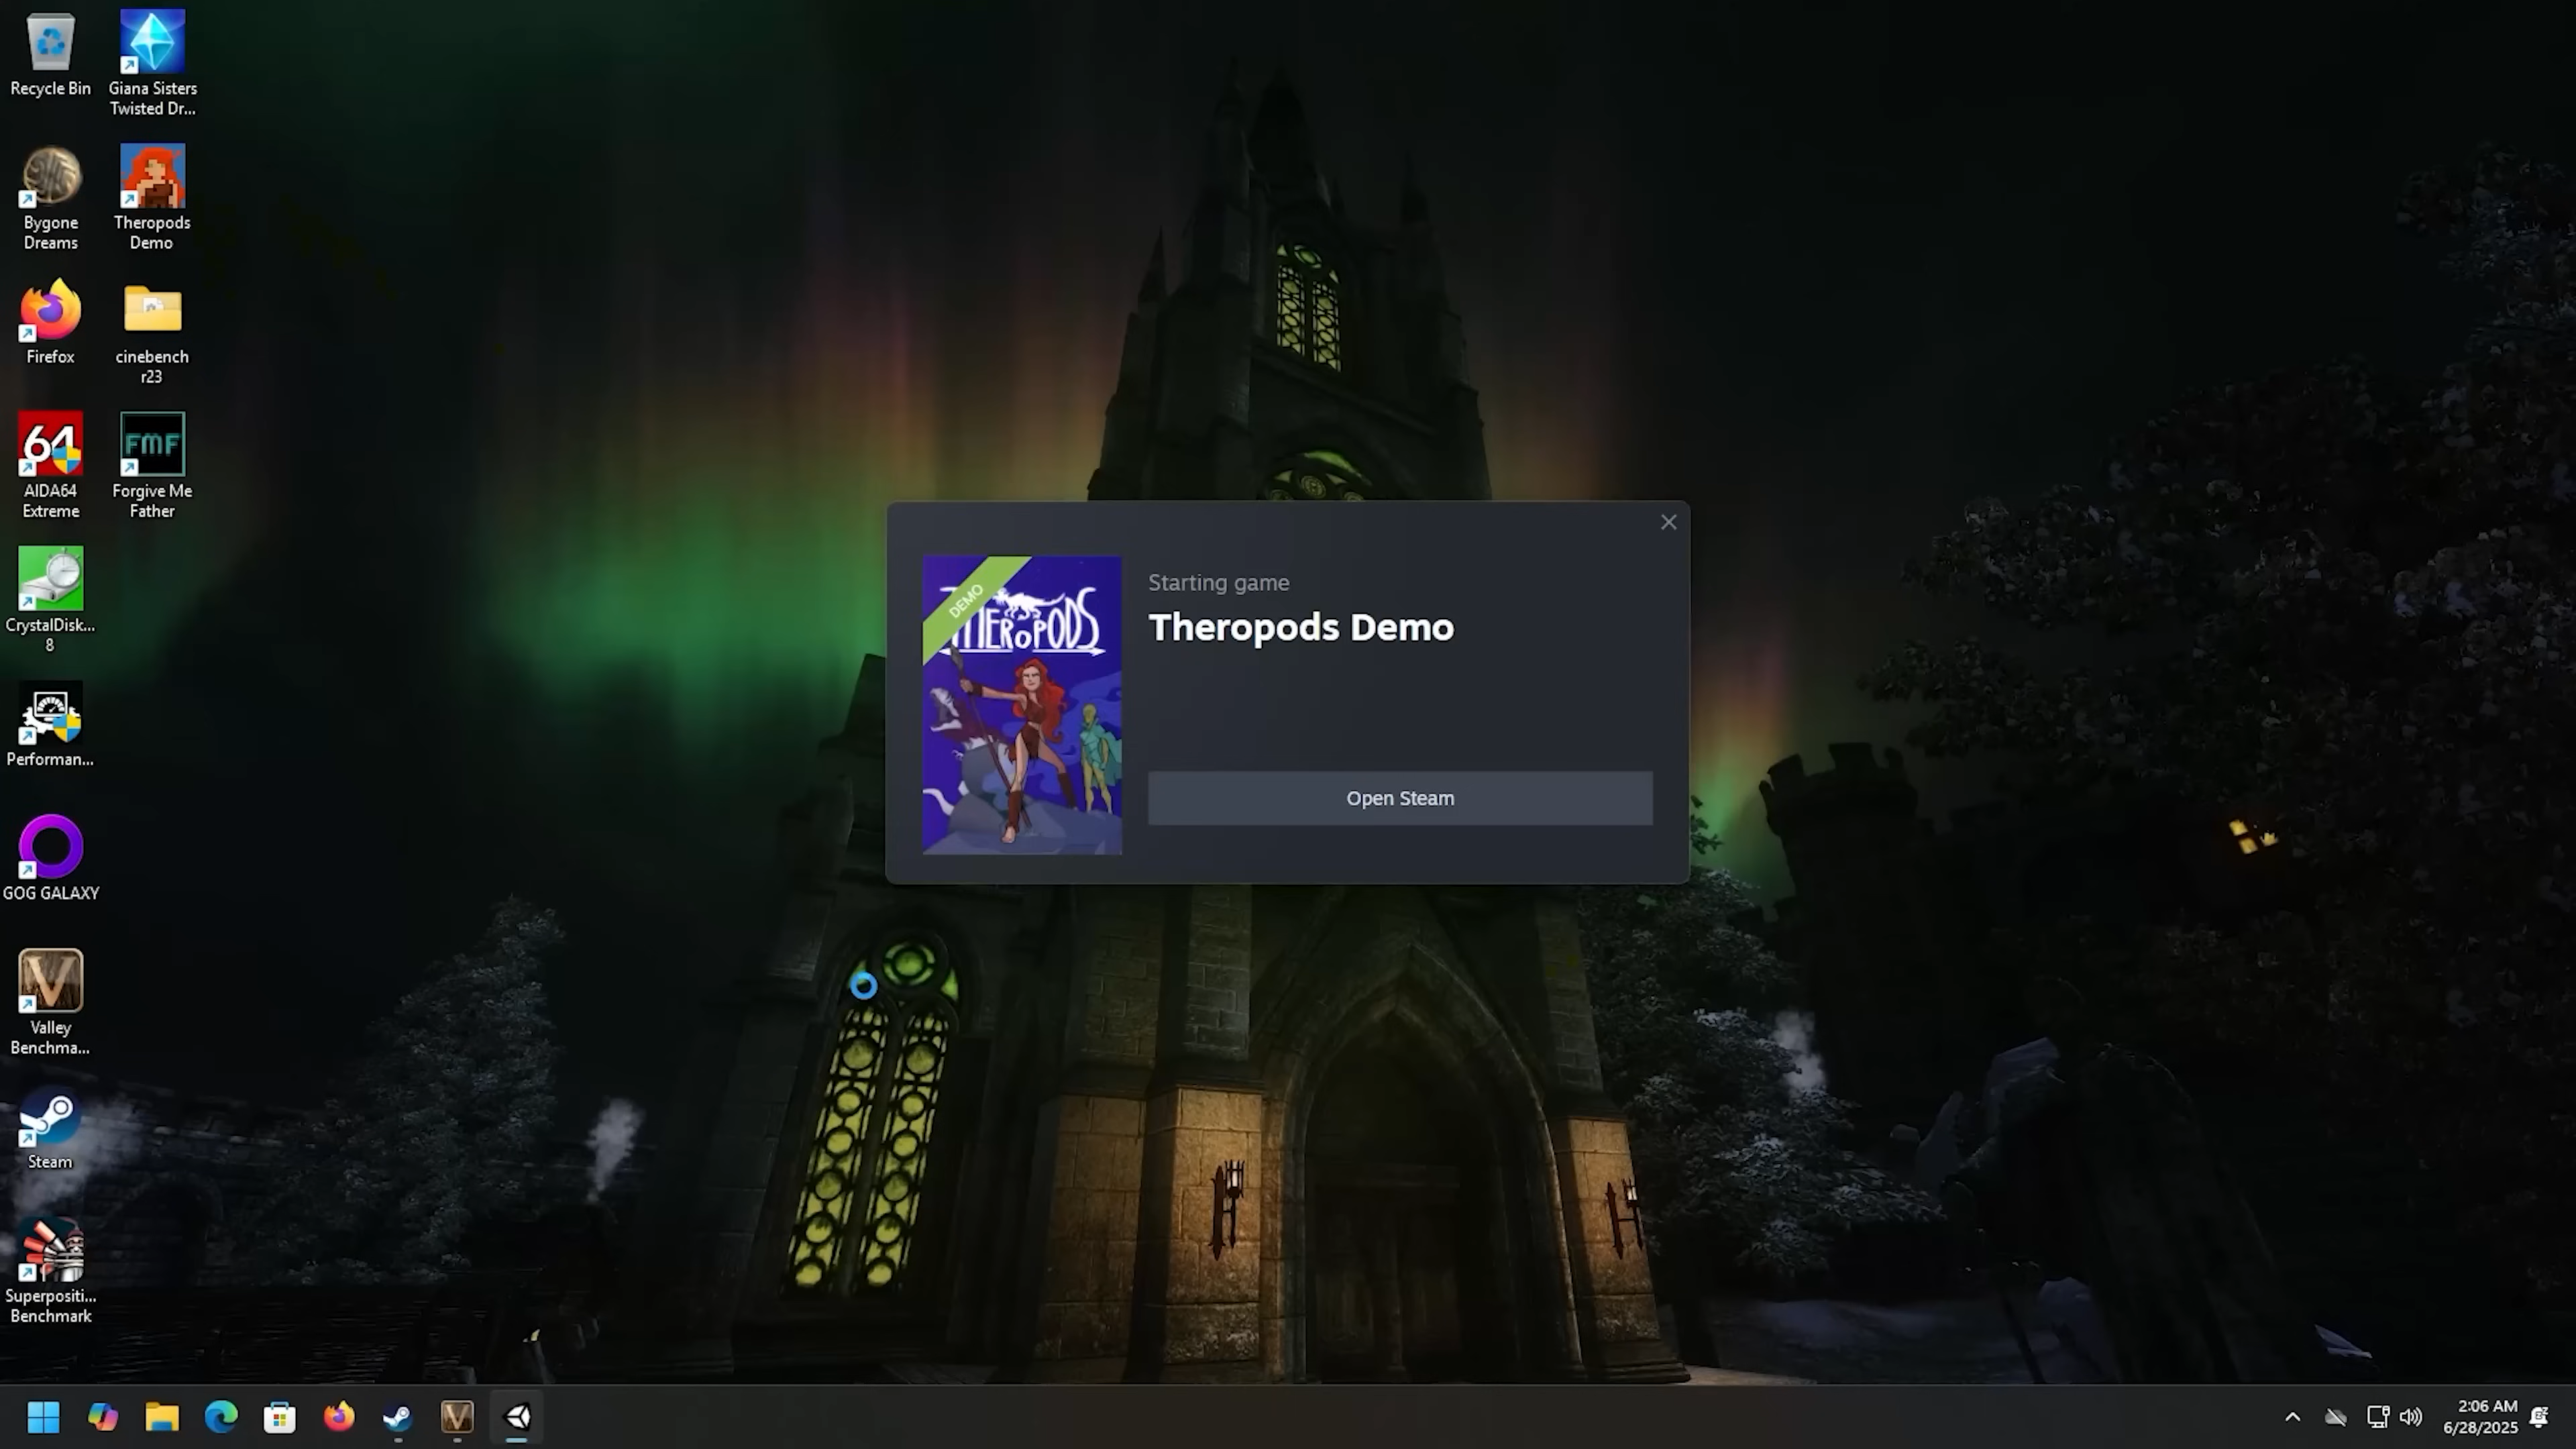 Recycle Bin
Giana Sisters
Twisted Dr...
Bygone
Dreams
Theropods
Demo
Firefox
cinebench
r23
64
AIDA64
Extreme
FMF
Forgive Me
Father
CrystalDisk...
8
Performan...
GOG GALAXY
V
Valley
Benchma...
Steam
Superpositi...
Benchmark
DEMO
THEROPODS
Starting game
Theropods Demo
Open Steam
V
2:06 AM
6/28/2025